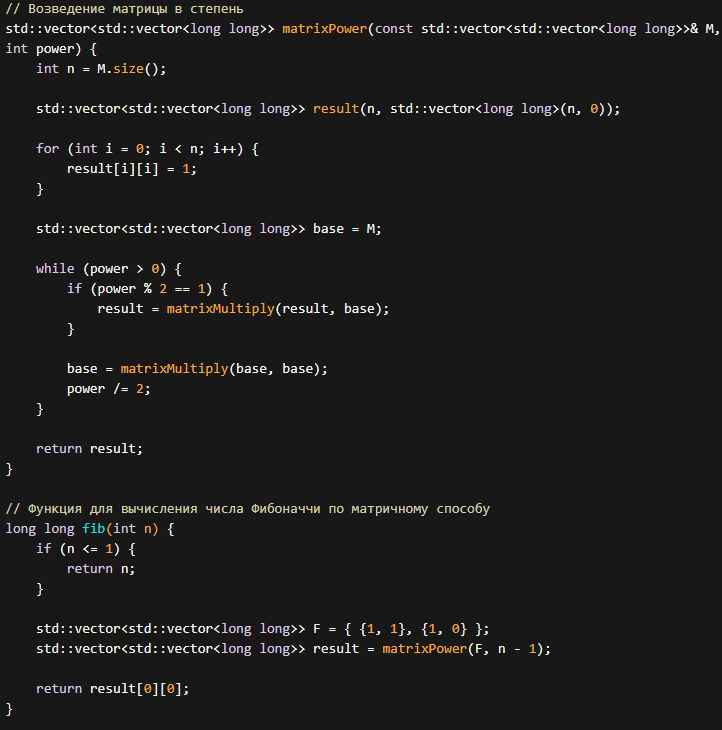 // Возведение матрицы в степень
std::vector<std::vector<long long>> matrixPower(const std::vector<std::vector<long long>>& M,
int power) {
    int n = M.size();

    std::vector<std::vector<long long>> result(n, std::vector<long long>(n, 0));

    for (int i = 0; i < n; i++) {
        result[i][i] = 1;
    }

    std::vector<std::vector<long long>> base = M;

    while (power > 0) {
        if (power % 2 == 1) {
            result = matrixMultiply(result, base);
        }

        base = matrixMultiply(base, base);
        power /= 2;
    }

    return result;
}

// Функция для вычисления числа Фибоначчи по матричному способу
long long fib(int n) {
    if (n <= 1) {
        return n;
    }

    std::vector<std::vector<long long>> F = { {1, 1}, {1, 0} };
    std::vector<std::vector<long long>> result = matrixPower(F, n - 1);

    return result[0][0];
}